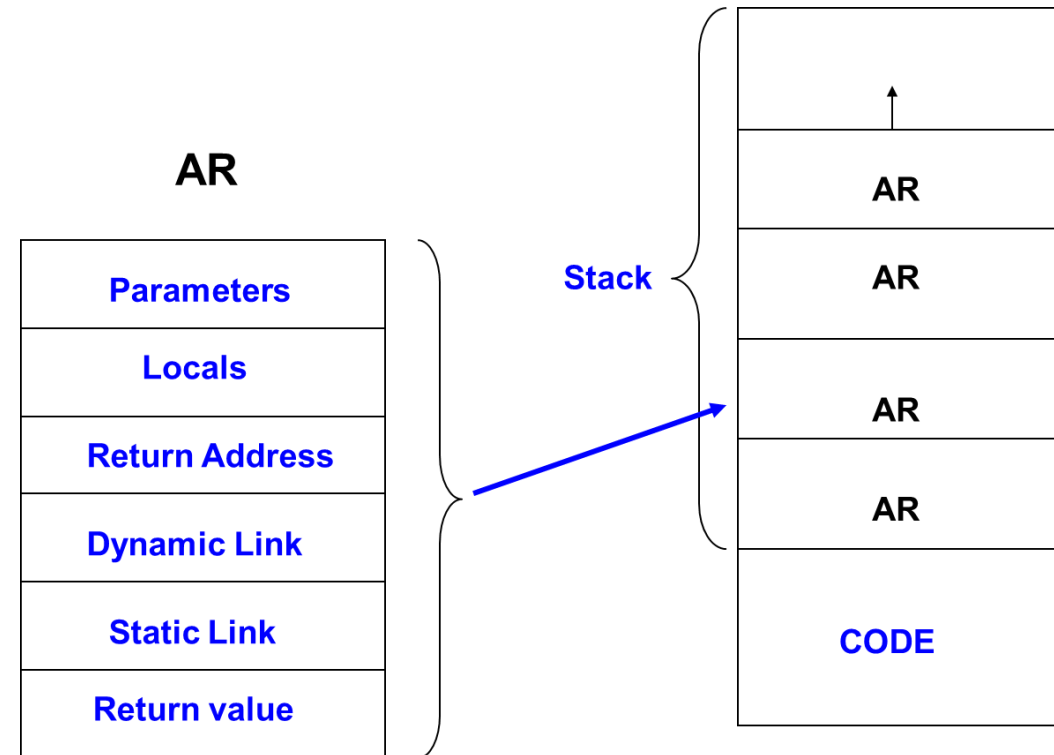 AR
Parameters
Locals
Return Address
Dynamic Link
Static Link
Return value
Stack
AR
AR
AR
AR
CODE